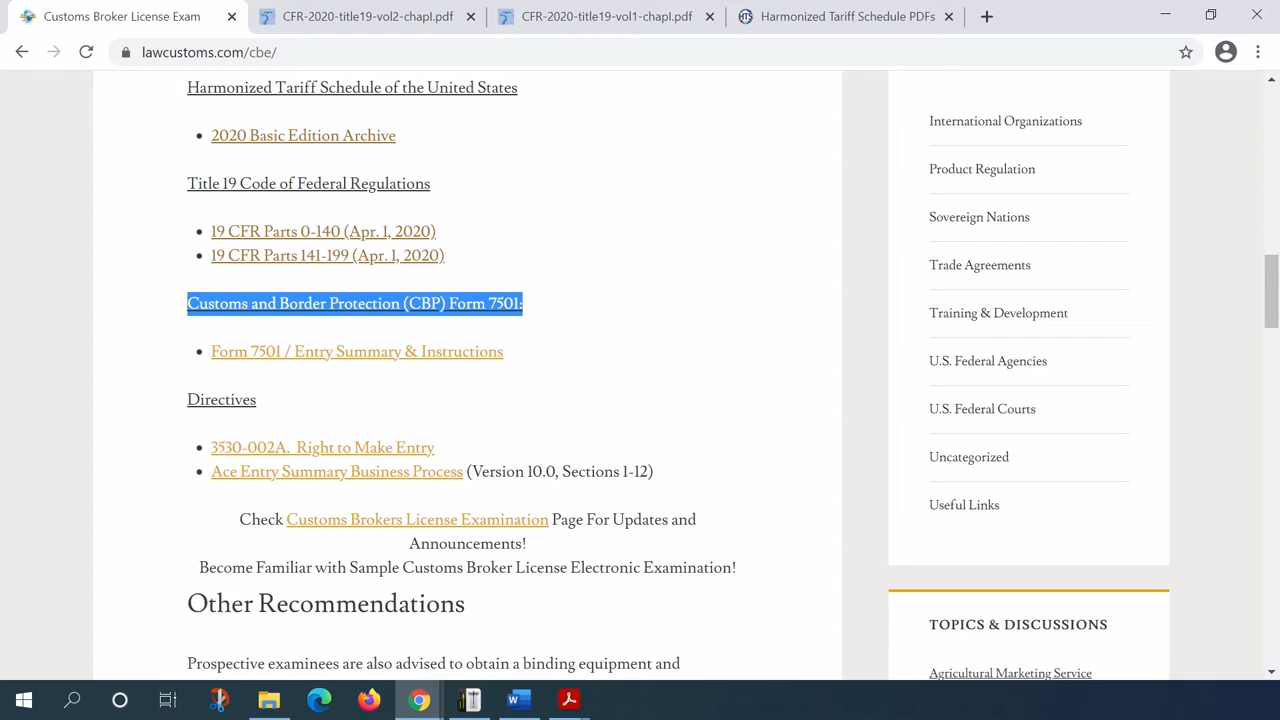 Customs Broker License Exam
CFR-2020-title19-vol2-chapI.pdf
CFR-2020-title19-vol1-chapI.pdf
Harmonized Tariff Schedule PDFs
lawcustoms.com/cbe/
Harmonized Tariff Schedule of the United States
2020 Basic Edition Archive
Title 19 Code of Federal Regulations
19 CFR Parts 0-140 (Apr. 1, 2020)
19 CFR Parts 141-199 (Apr. 1, 2020)
Customs and Border Protection (CBP) Form 7501:
Form 7501 / Entry Summary & Instructions
Directives
3530-002A. Right to Make Entry
Ace Entry Summary Business Process (Version 10.0, Sections 1-12)
Check Customs Brokers License Examination Page For Updates and
Announcements!
Become Familiar with Sample Customs Broker License Electronic Examination!
Other Recommendations
Prospective examinees are also advised to obtain a binding equipment and
International Organizations
Product Regulation
Sovereign Nations
Trade Agreements
Training & Development
U.S. Federal Agencies
U.S. Federal Courts
Uncategorized
Useful Links
TOPICS & DISCUSSIONS
Agricultural Marketing Service